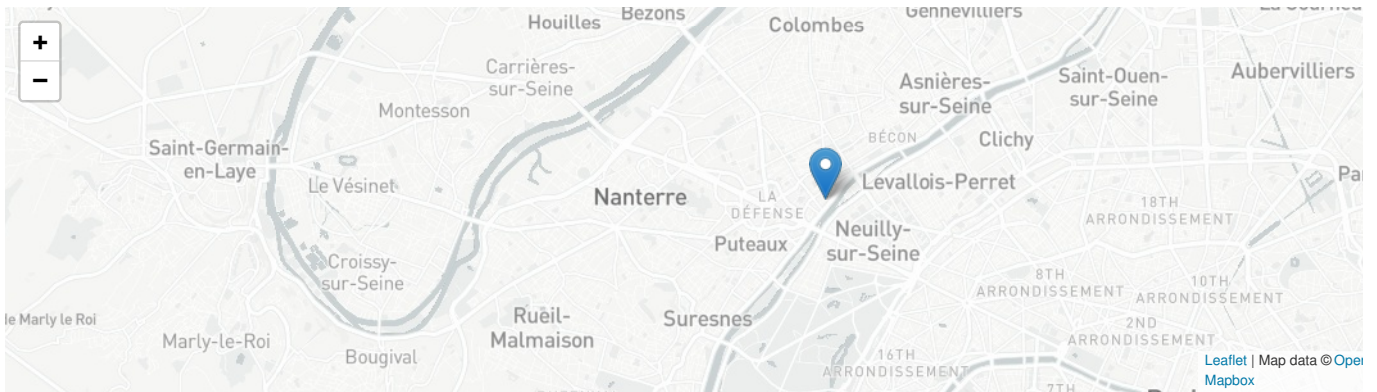 +
−
Houilles
Bezons
Colombes
Gennevilliers
Carrières-
sur-Seine
Montesson
Asnières-
sur-Seine
Saint-Ouen-
sur-Seine
Aubervilliers
BÉCON
Clichy
Saint-Germain-
en-Laye
Le Vésinet
Nanterre
LA
DÉFENSE
Levallois-Perret
18TH
ARRONDISSEMENT
Puteaux
Neuilly-
sur-Seine
Croissy-
sur-Seine
8TH
ARRONDISSEMENT
10TH
ARRONDISSEMENT
le Marly le Roi
Marly-le-Roi
Bougival
Rueil-
Malmaison
Suresnes
2ND
ARRONDISSEMENT
16TH
ARRONDISSEMENT
7TH
Leaflet | Map data © Oper
Mapbox